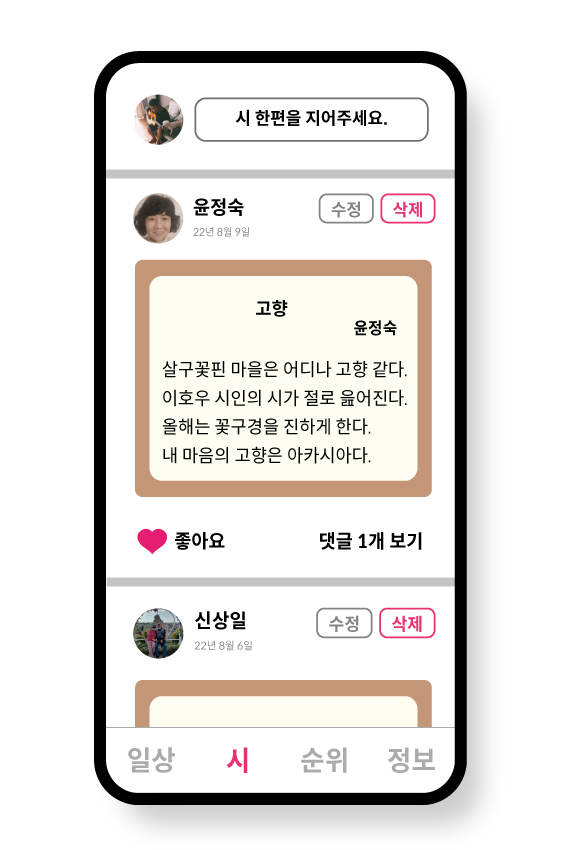 시 한편을 지어주세요.
윤정숙
수정
삭제
22년 8월 9일
고향
윤정숙
살구꽃핀 마을은 어디나 고향 같다.
이호우 시인의 시가 절로 읊어진다.
올해는 꽃구경을 진하게 한다.
내 마음의 고향은 아카시아다.
좋아요
댓글 1개 보기
신상일
수정
삭제
22년 8월 6일
일상
시
순위
정보